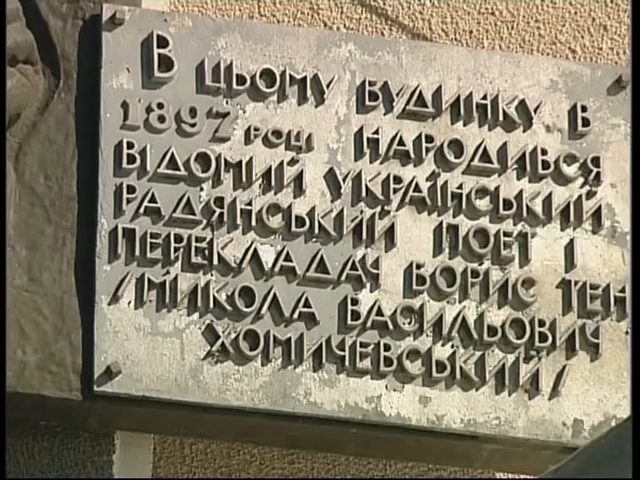 В ЦЬОМУ БУДИНКУ В
1897 РОЦІ НАРОДИВСЯ
ВІДОМИЙ УКРАЇНСЬКИЙ
РАДЯНСЬКИЙ ПОЕТ І
ПЕРЕКЛАДАЧ БОРИС ТЕН
/МИКОЛА ВАСИЛЬОВИЧ
ХОМИЧЕВСЬКИЙ/